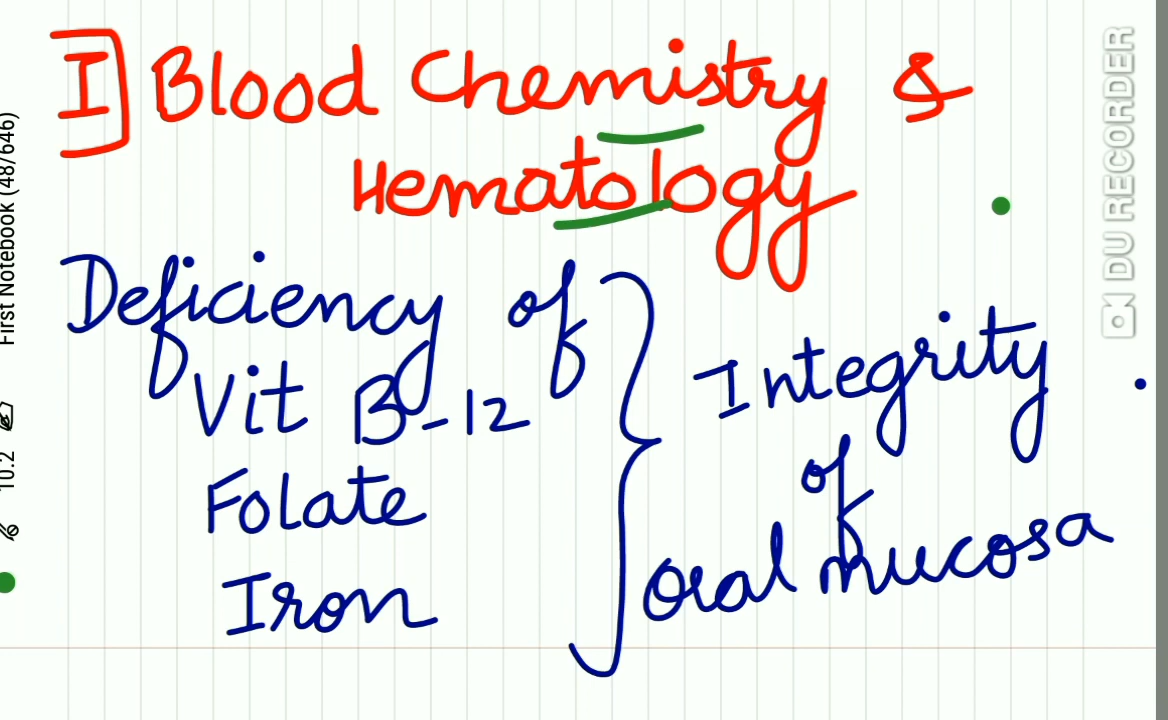 I] Blood Chemistry &
Hematology
Deficiency of
Vit B-12
Folate
Iron
Integrity
of
oral mucosa
First Notebook (48/646)
10.2
DU RECORDER